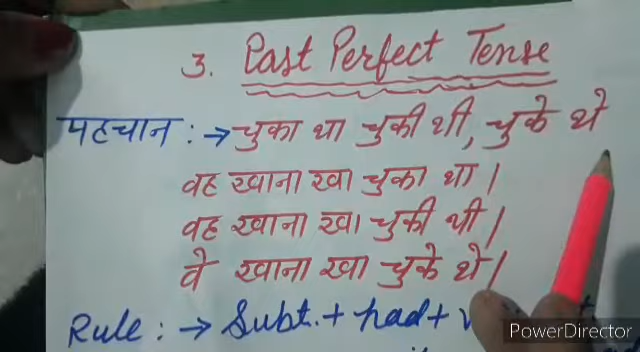 3. Past Perfect Tense
पहचान : → चुका था चुकी थी, चुके थे
वह खाना खा चुका था ।
वह खाना खा चुकी थी ।
वे खाना खा चुके थे ।
Rule : → Subt. + had +
PowerDirector